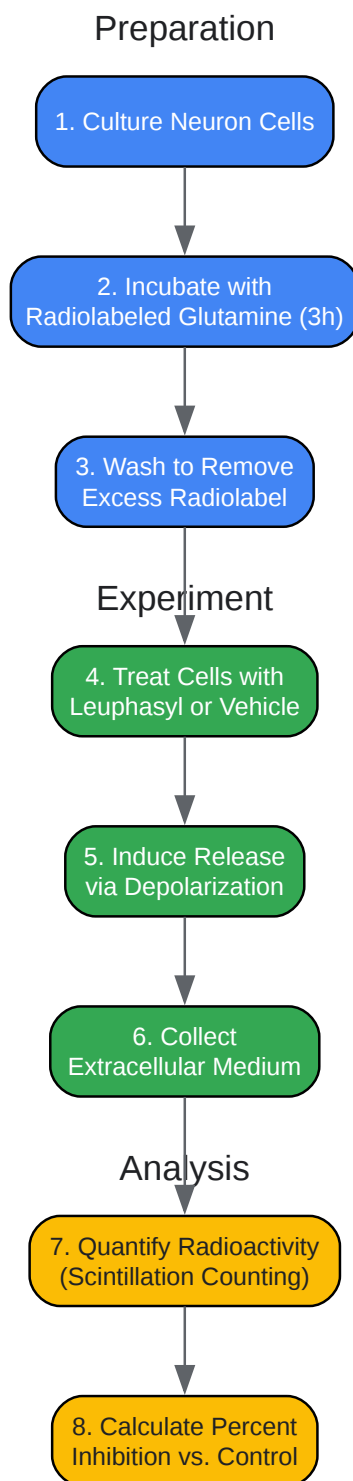 Preparation
1. Culture Neuron Cells
2. Incubate with
Radiolabeled Glutamine (3h)
3. Wash to Remove
Excess Radiolabel
Experiment
4. Treat Cells with
Leuphasyl or Vehicle
5. Induce Release
via Depolarization
6. Collect
Extracellular Medium
Analysis
7. Quantify Radioactivity
(Scintillation Counting)
8. Calculate Percent
Inhibition vs. Control